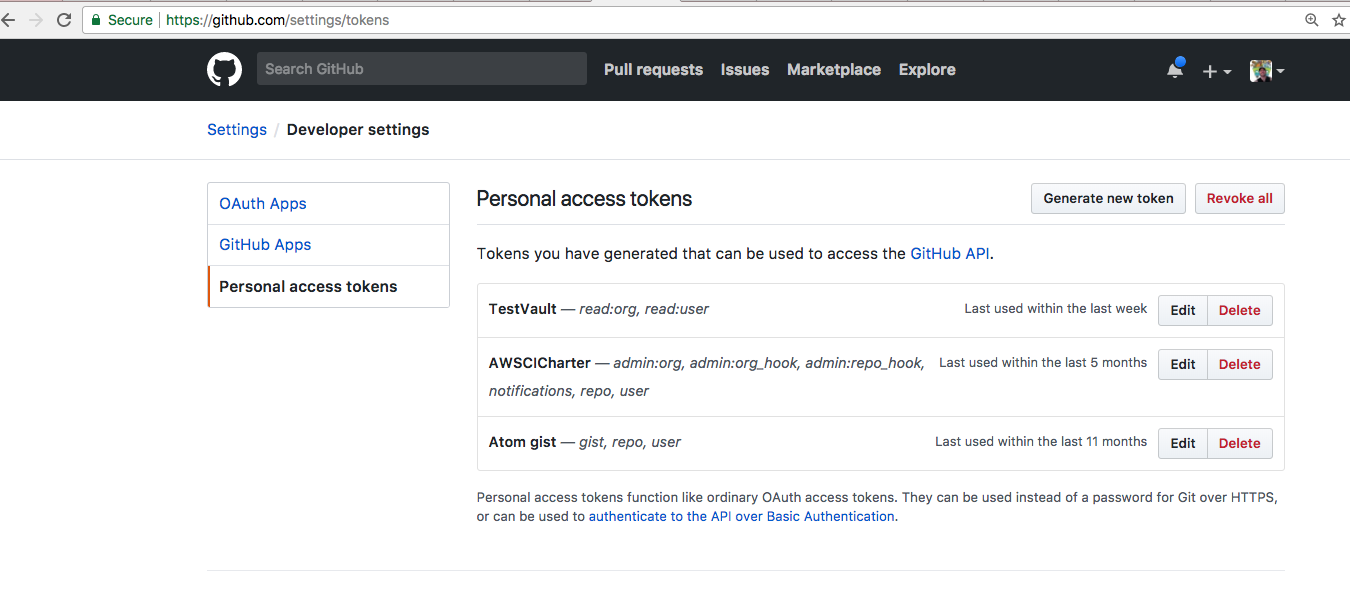 Secure https://github.com/settings/tokens
Search GitHub Pull requests Issues Marketplace Explore
Settings / Developer settings
OAuth Apps
GitHub Apps
Personal access tokens
Personal access tokens Generate new token Revoke all
Tokens you have generated that can be used to access the GitHub API.
TestVault — read:org, read:user Last used within the last week Edit Delete
AWSCICharter — admin:org, admin:org_hook, admin:repo_hook, Last used within the last 5 months Edit Delete
notifications, repo, user
Atom gist — gist, repo, user Last used within the last 11 months Edit Delete
Personal access tokens function like ordinary OAuth access tokens. They can be used instead of a password for Git over HTTPS,
or can be used to authenticate to the API over Basic Authentication.